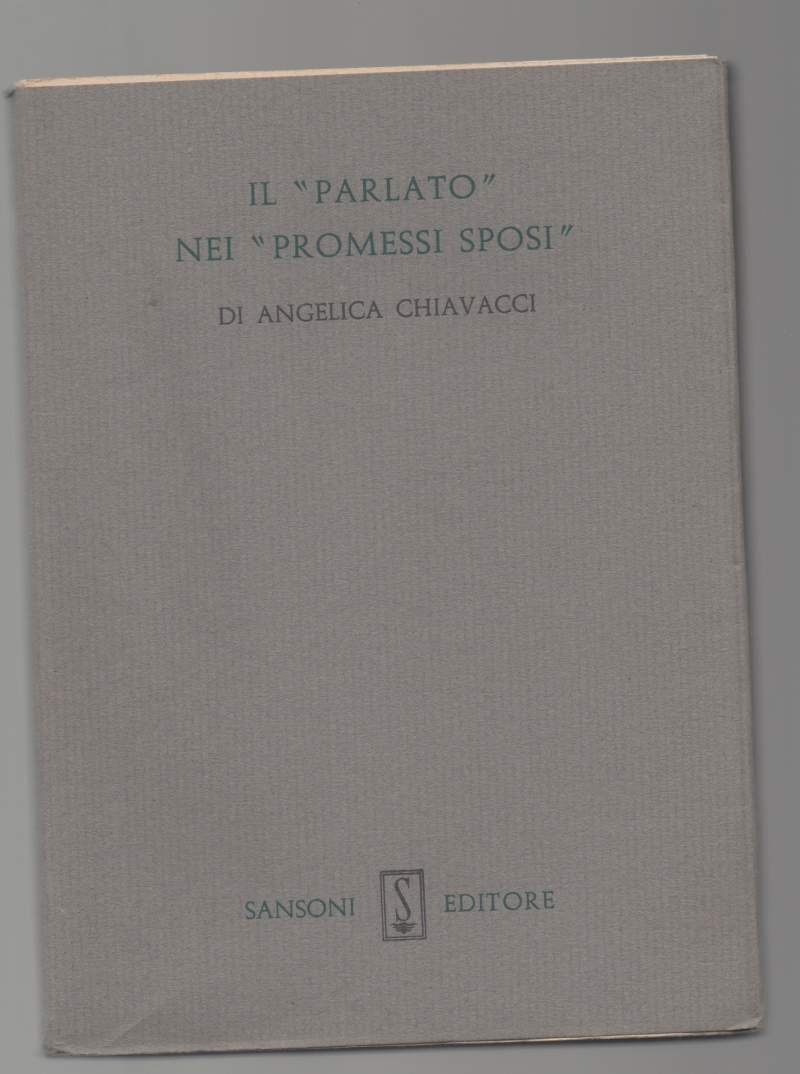 IL "PARLATO"
NEI "PROMESSI SPOSI"
DI ANGELICA CHIAVACCI
SANSONI S EDITORE